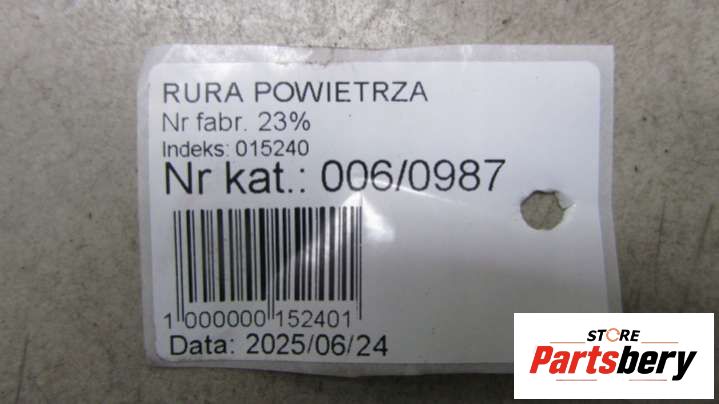 RURA POWIETRZA
Nr fabr. 23%
Indeks: 015240
Nr kat.: 006/0987
1 000000 152401
Data: 2025/06/24
STORE
Partsbery